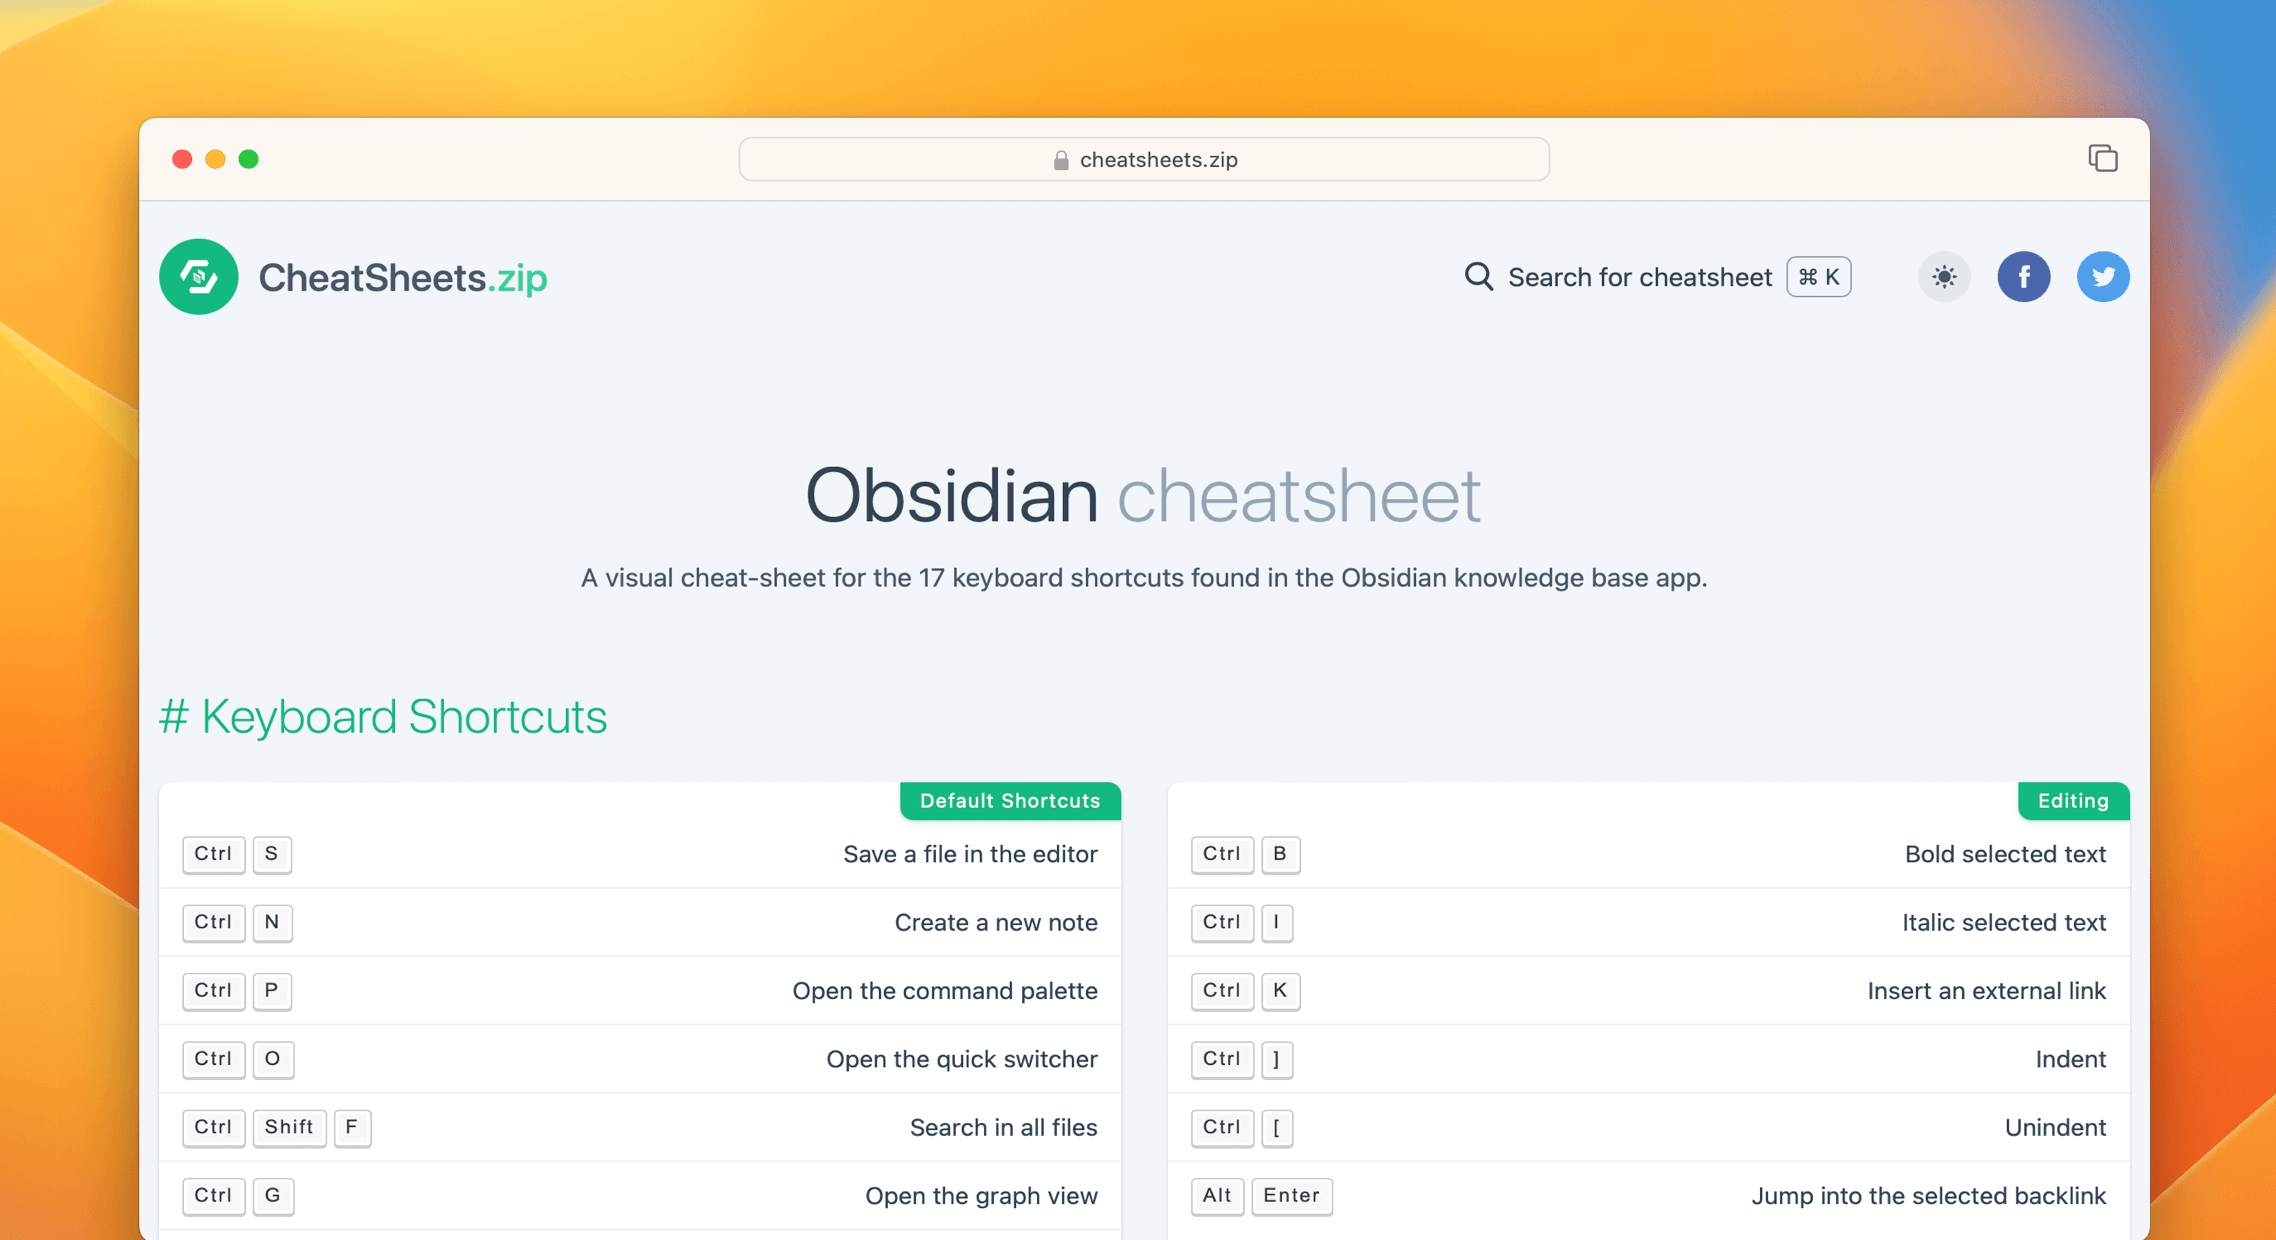 cheatsheets.zip
CheatSheets.zip
Search for cheatsheet ⌘ K
Obsidian cheatsheet
A visual cheat-sheet for the 17 keyboard shortcuts found in the Obsidian knowledge base app.
# Keyboard Shortcuts
Default Shortcuts
Ctrl S Save a file in the editor
Ctrl N Create a new note
Ctrl P Open the command palette
Ctrl O Open the quick switcher
Ctrl Shift F Search in all files
Ctrl G Open the graph view
Editing
Ctrl B Bold selected text
Ctrl I Italic selected text
Ctrl K Insert an external link
Ctrl ] Indent
Ctrl [ Unindent
Alt Enter Jump into the selected backlink